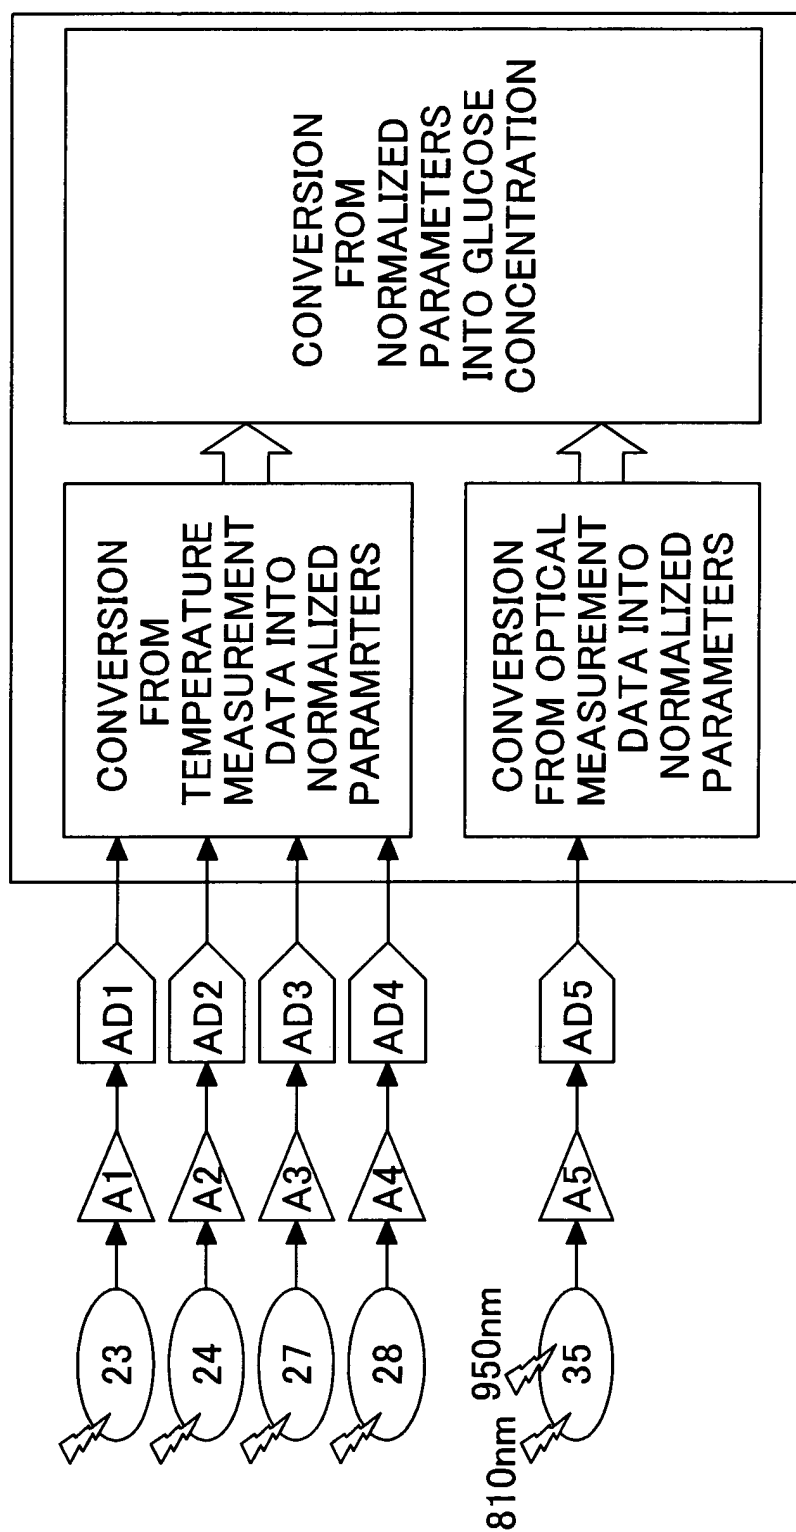 23
A1
AD1
24
A2
AD2
27
A3
AD3
28
A4
AD4
CONVERSION
FROM
TEMPERATURE
MEASUREMENT
DATA INTO
NORMALIZED
PARAMRTERS
810nm
950nm
35
A5
AD5
CONVERSION
FROM OPTICAL
MEASUREMENT
DATA INTO
NORMALIZED
PARAMETERS
CONVERSION
FROM
NORMALIZED
PARAMETERS
INTO GLUCOSE
CONCENTRATION